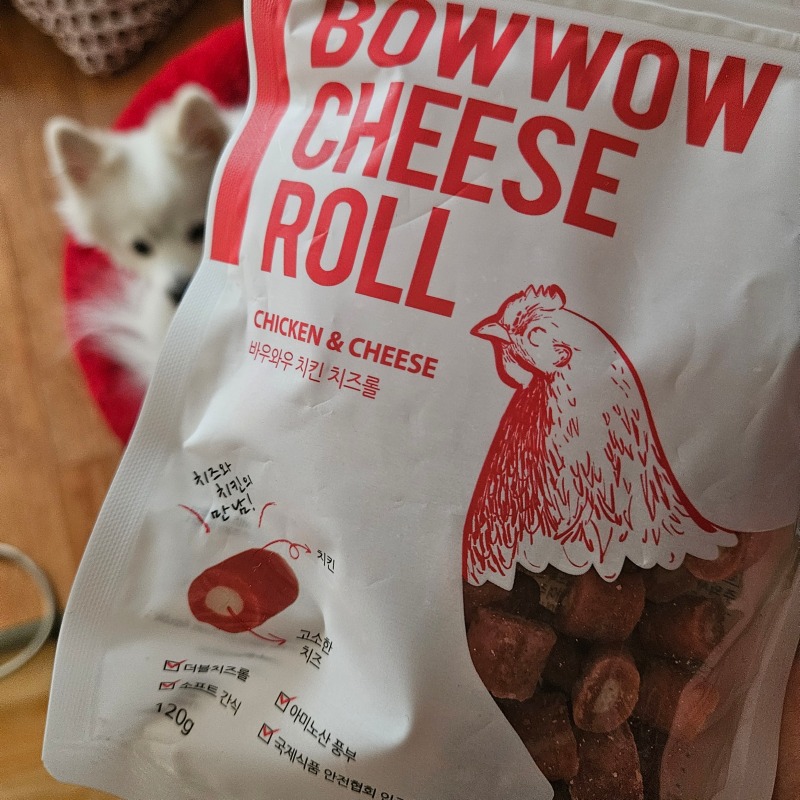 BOWWOW
CHEESE
ROLL
CHICKEN & CHEESE
바우와우 치킨 치즈롤
치즈와
치킨의
만남!
치킨
고소한
치즈
더블치즈롤
소프트 간식
120g
아미노산 풍부
국제식품 안전협회